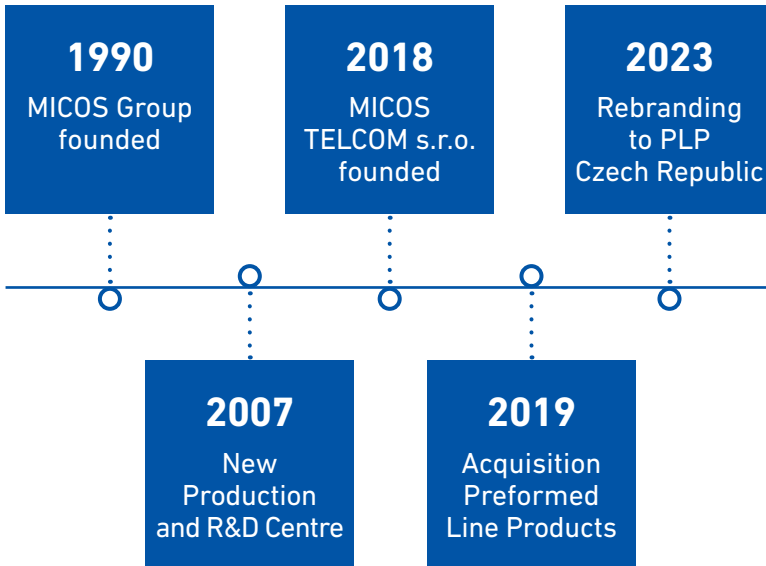 1990
MICOS Group
founded
2018
MICOS
TELCOM s.r.o.
founded
2023
Rebranding
to PLP
Czech Republic
2007
New
Production
and R&D Centre
2019
Acquisition
Preformed
Line Products